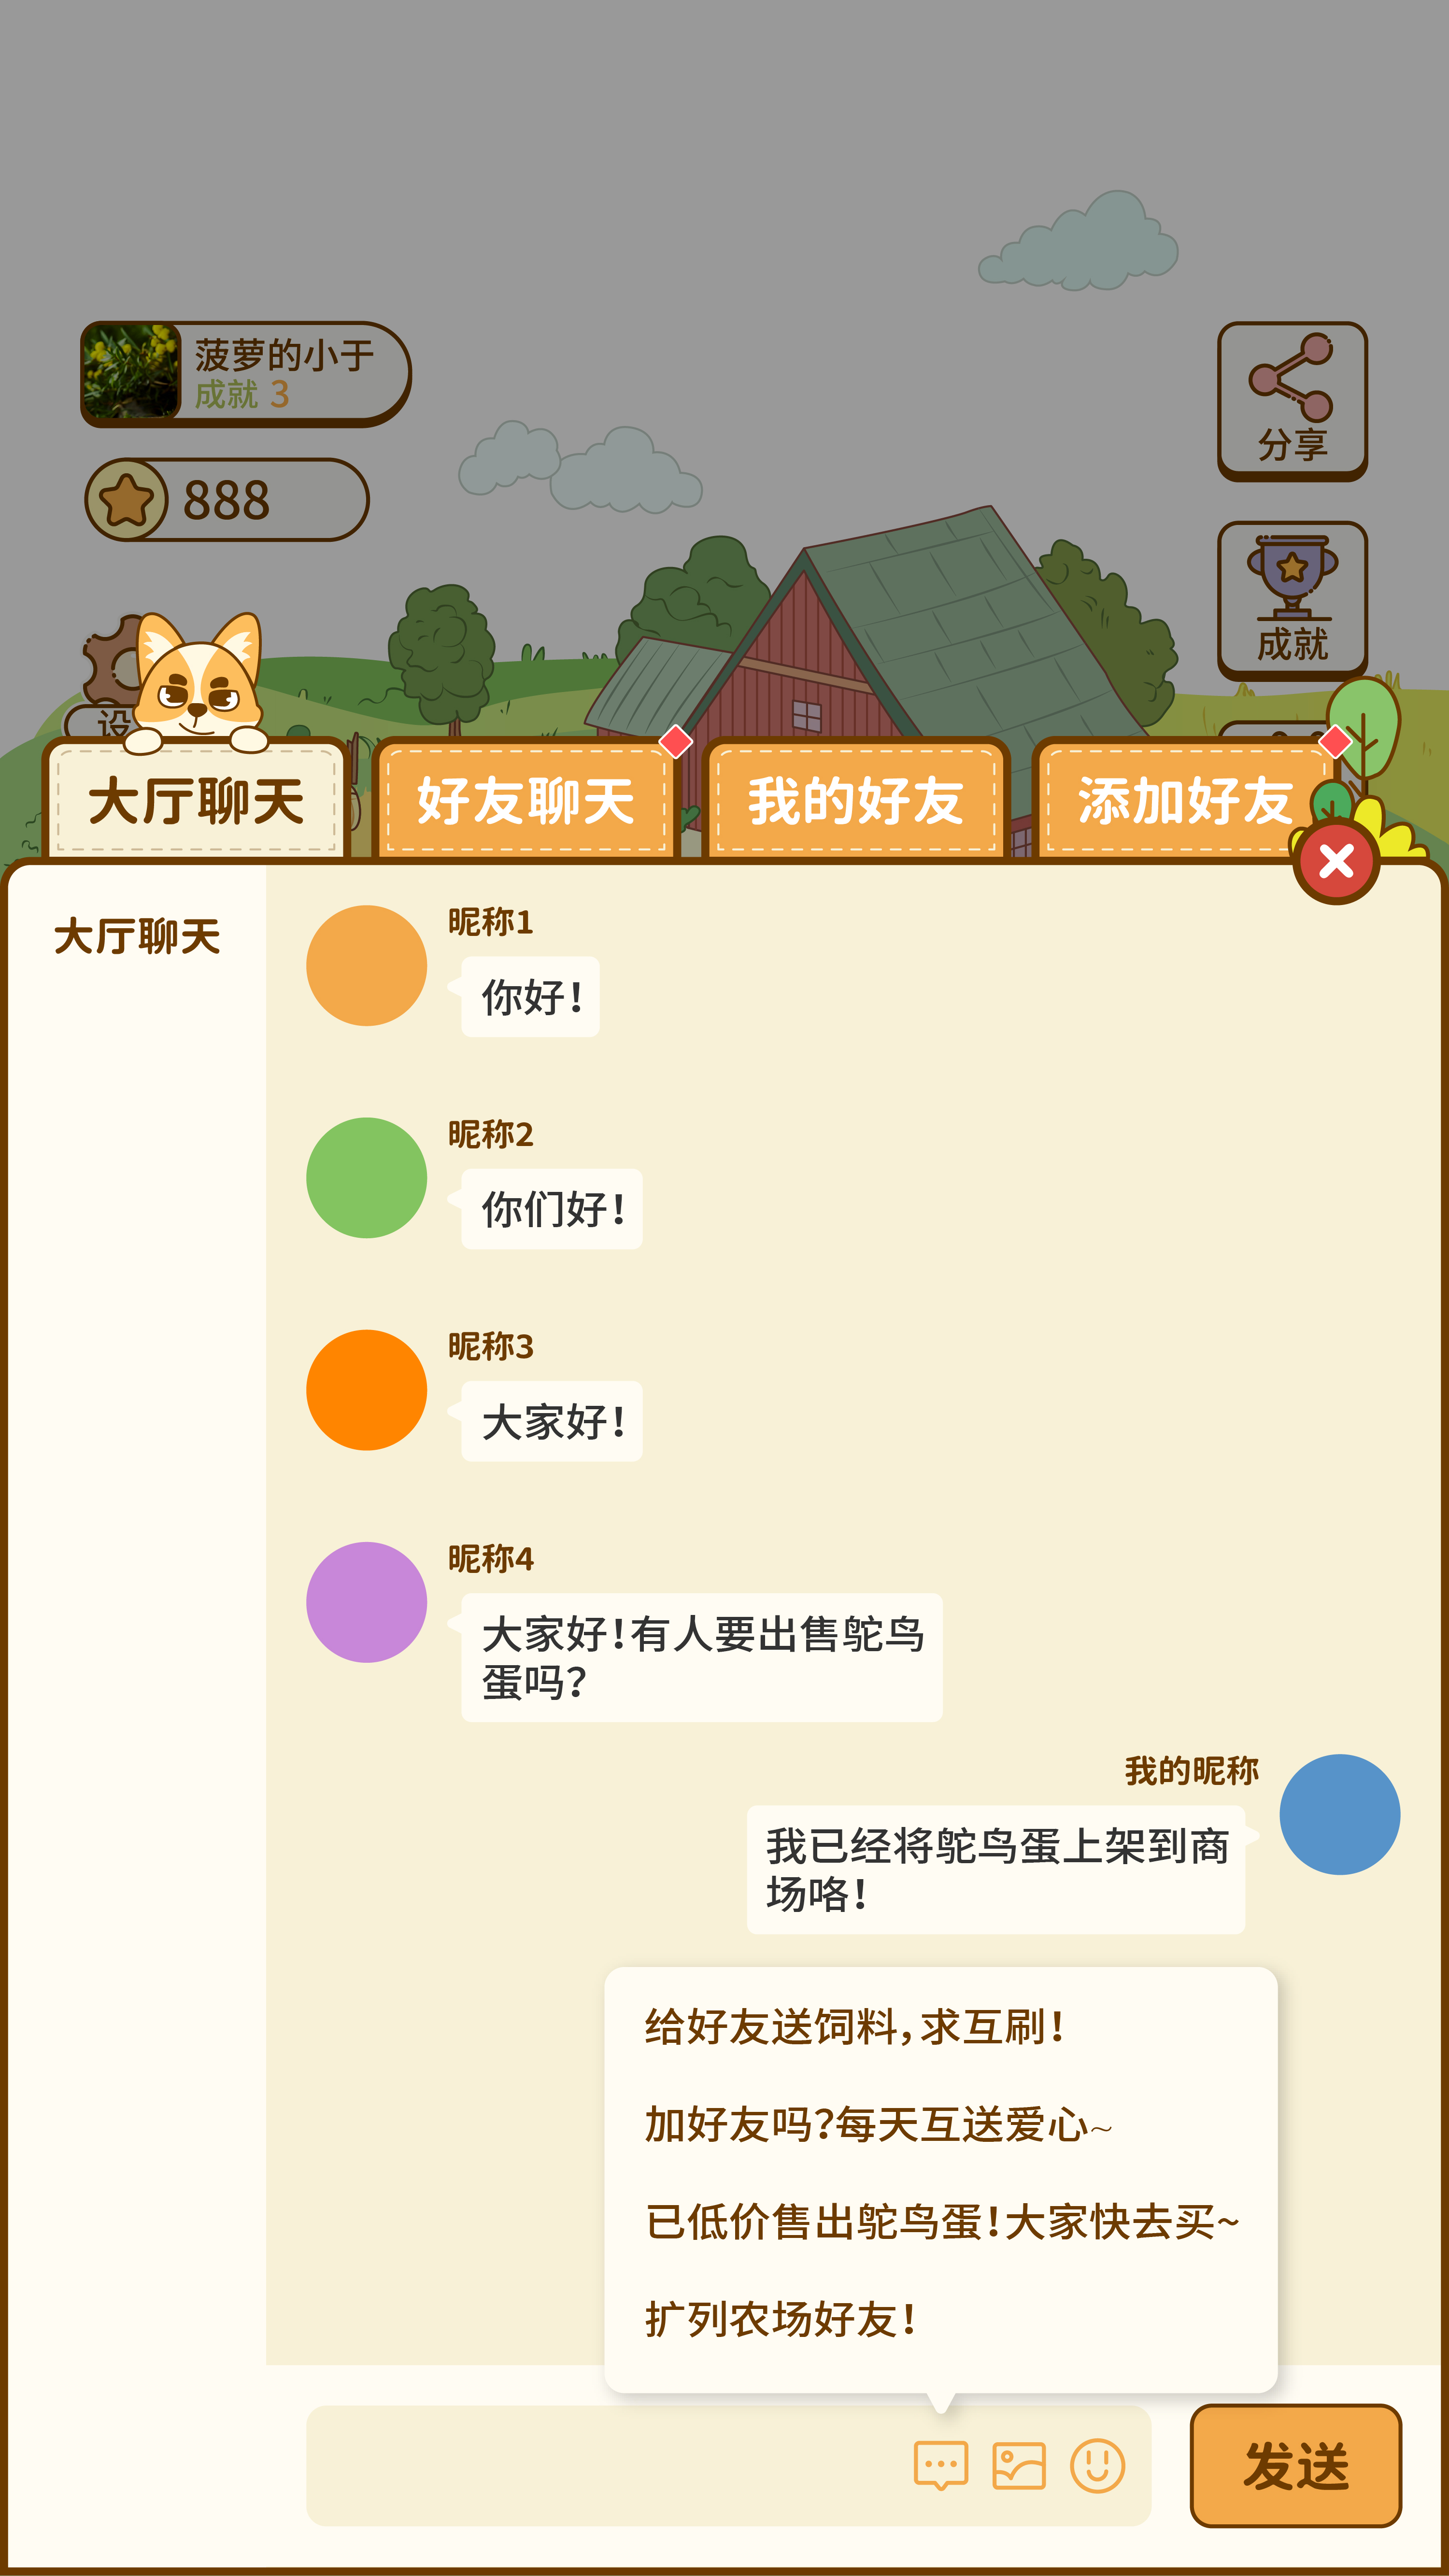 菠萝的小于
成就 3
分享
888
成就
设
大厅聊天
好友聊天
我的好友
添加好友
大厅聊天
昵称1
你好！
昵称2
你们好！
昵称3
大家好！
昵称4
大家好！有人要出售鸵鸟
蛋吗？
我的昵称
我已经将鸵鸟蛋上架到商
场咯！
给好友送饲料，求互刷！
加好友吗？每天互送爱心~
已低价售出鸵鸟蛋！大家快去买~
扩列农场好友！
发送